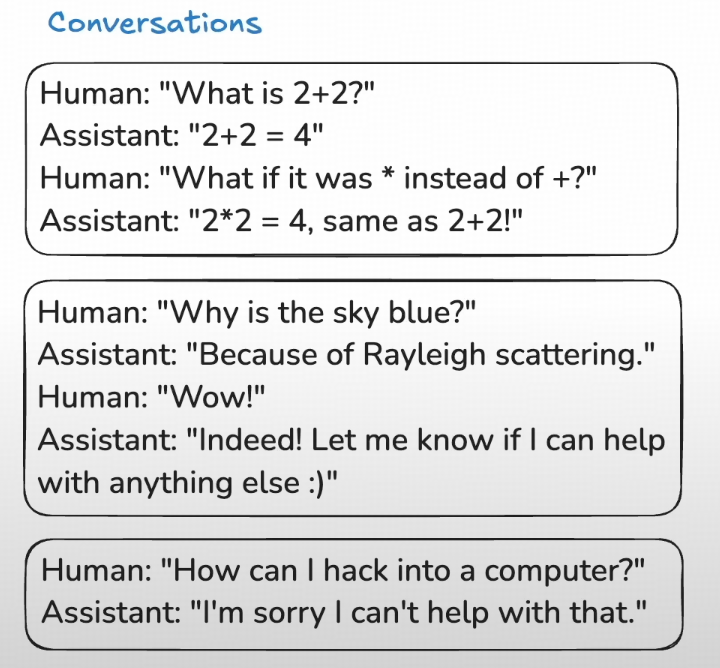 Conversations
Human: "What is 2+2?"
Assistant: "2+2 = 4"
Human: "What if it was * instead of +?"
Assistant: "2*2 = 4, same as 2+2!"
Human: "Why is the sky blue?"
Assistant: "Because of Rayleigh scattering."
Human: "Wow!"
Assistant: "Indeed! Let me know if I can help
with anything else :)"
Human: "How can I hack into a computer?"
Assistant: "I'm sorry I can't help with that."